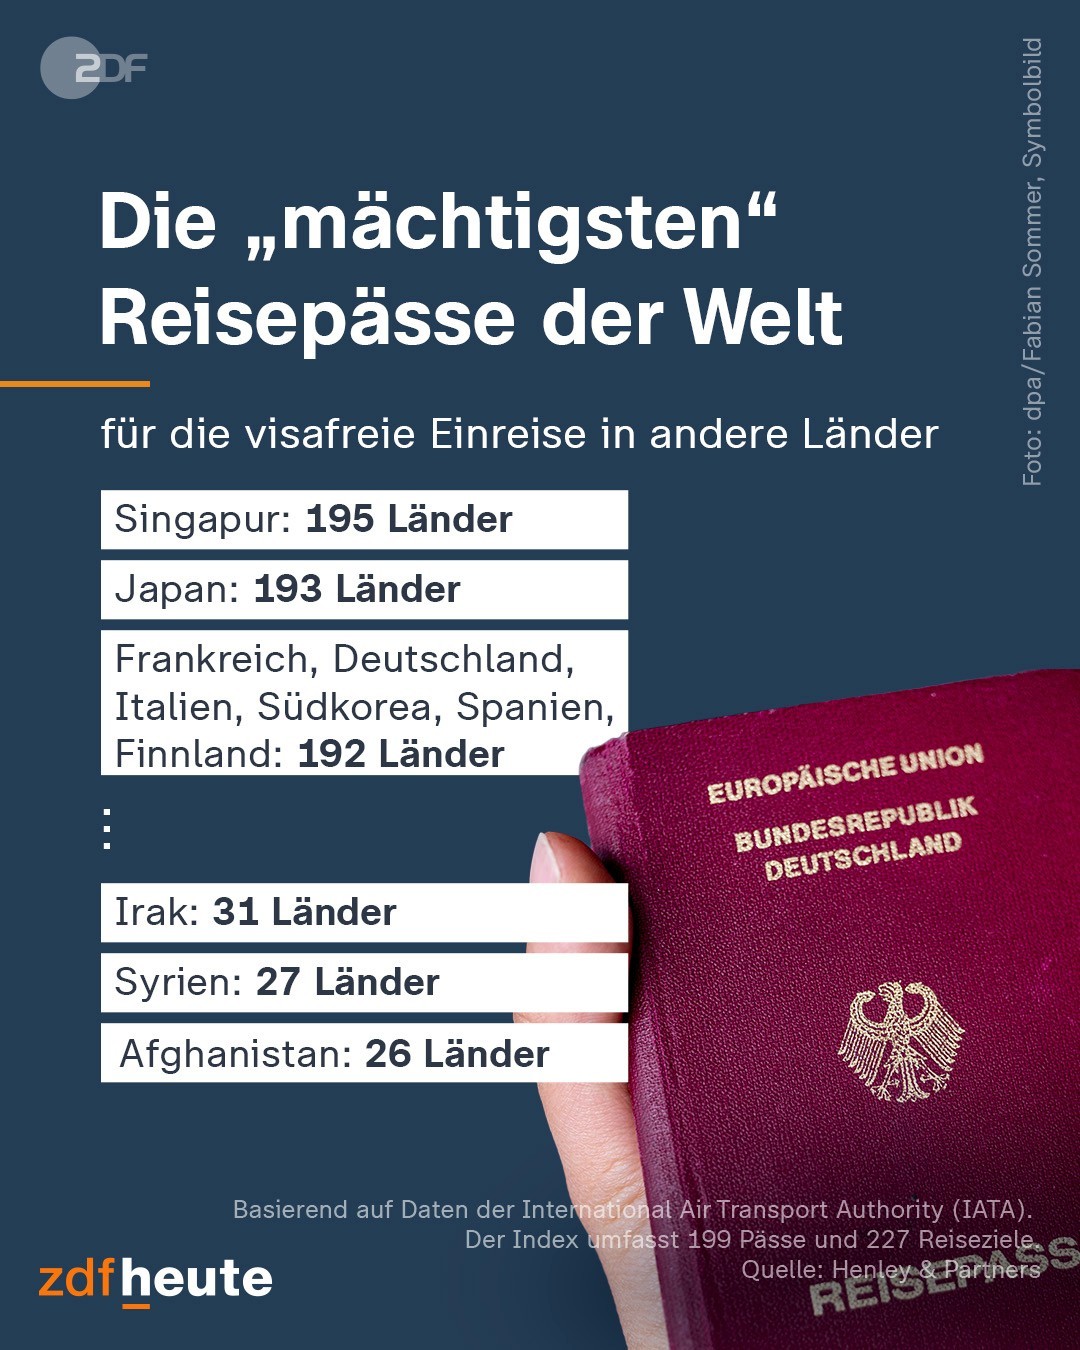 ZDF
Foto: dpa/Fabian Sommer, Symbolbild
Die „mächtigsten“
Reisepässe der Welt
für die visafreie Einreise in andere Länder
Singapur: 195 Länder
Japan: 193 Länder
Frankreich, Deutschland,
Italien, Südkorea, Spanien,
Finnland: 192 Länder
Irak: 31 Länder
Syrien: 27 Länder
Afghanistan: 26 Länder
EUROPÄISCHE UNION
BUNDESREPUBLIK
DEUTSCHLAND
REISEPASS
Basierend auf Daten der International Air Transport Authority (IATA).
Der Index umfasst 199 Pässe und 227 Reiseziele.
Quelle: Henley & Partners
zdfheute